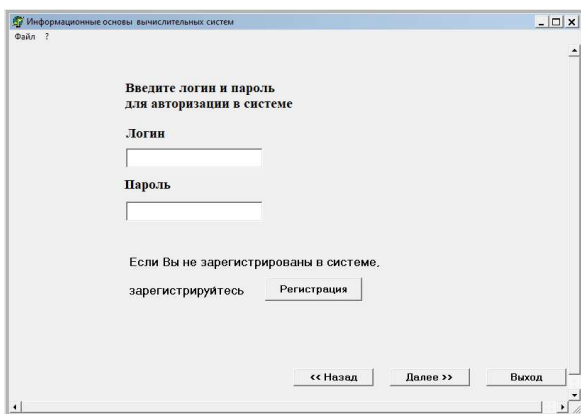 Информационные основы вычислительных систем
Файл ?
Введите логин и пароль
для авторизации в системе
Логин
Пароль
Если Вы не зарегистрированы в системе,
зарегистрируйтесь Регистрация
<< Назад Далее >> Выход